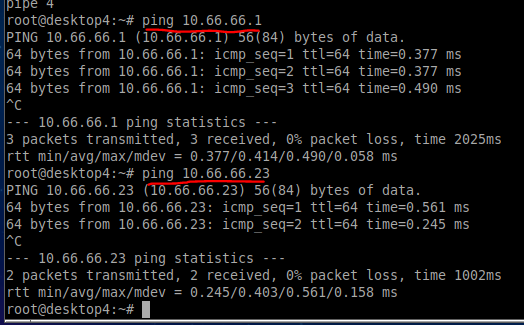 pipe 4
root@desktop4:~# ping 10.66.66.1
PING 10.66.66.1 (10.66.66.1) 56(84) bytes of data.
64 bytes from 10.66.66.1: icmp_seq=1 ttl=64 time=0.377 ms
64 bytes from 10.66.66.1: icmp_seq=2 ttl=64 time=0.377 ms
64 bytes from 10.66.66.1: icmp_seq=3 ttl=64 time=0.490 ms
^C
--- 10.66.66.1 ping statistics ---
3 packets transmitted, 3 received, 0% packet loss, time 2025ms
rtt min/avg/max/mdev = 0.377/0.414/0.490/0.058 ms
root@desktop4:~# ping 10.66.66.23
PING 10.66.66.23 (10.66.66.23) 56(84) bytes of data.
64 bytes from 10.66.66.23: icmp_seq=1 ttl=64 time=0.561 ms
64 bytes from 10.66.66.23: icmp_seq=2 ttl=64 time=0.245 ms
^C
--- 10.66.66.23 ping statistics ---
2 packets transmitted, 2 received, 0% packet loss, time 1002ms
rtt min/avg/max/mdev = 0.245/0.403/0.561/0.158 ms
root@desktop4:~#